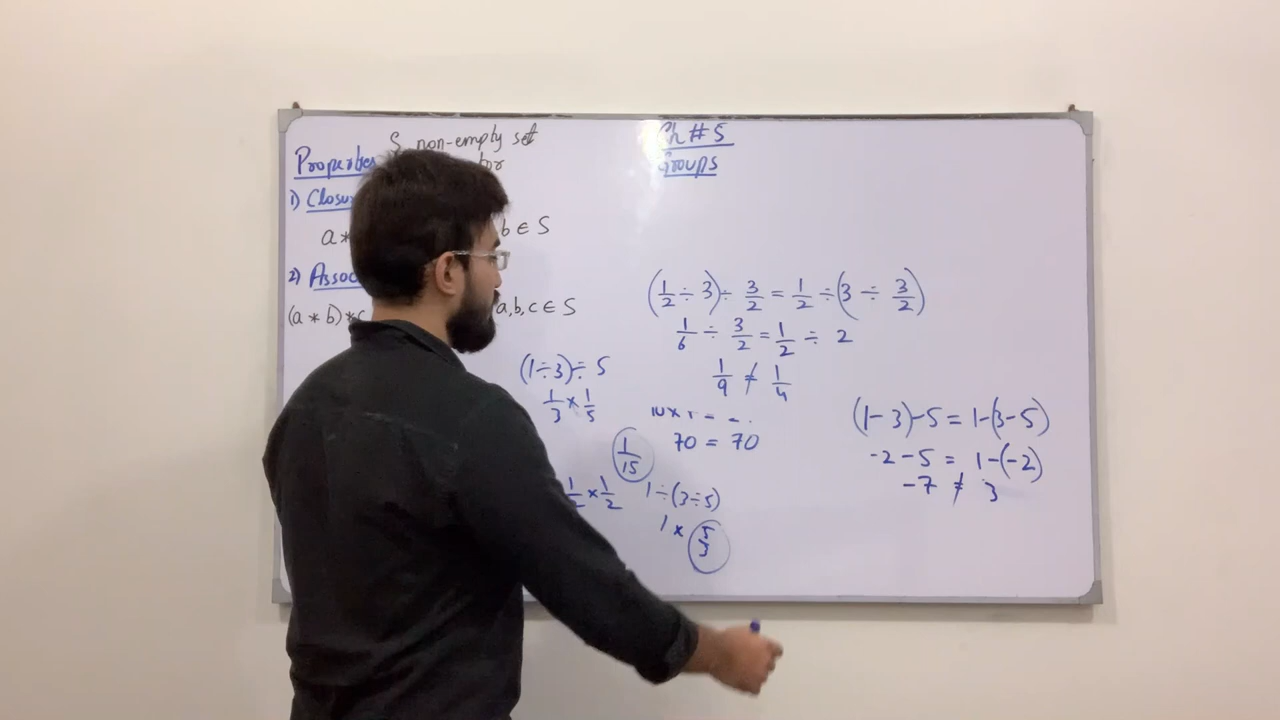 S non-empty set
Ch # 5
Groups
Properties
1) Closu
a * b ∈ S
2) Assoc
(a * b) * c a,b,c ∈ S
(1/2 ÷ 3) ÷ 3/2 = 1/2 ÷ (3 ÷ 3/2)
1/6 ÷ 3/2 = 1/2 ÷ 2
1/9 ≠ 1/4
(1÷3)÷ 5
1/3 × 1/5
1/15
70 = 70
1/2 × 1/2
1÷(3÷5)
1 × 5/3
(1-3)-5 = 1-(3-5)
-2-5 = 1-(-2)
-7 ≠ 3